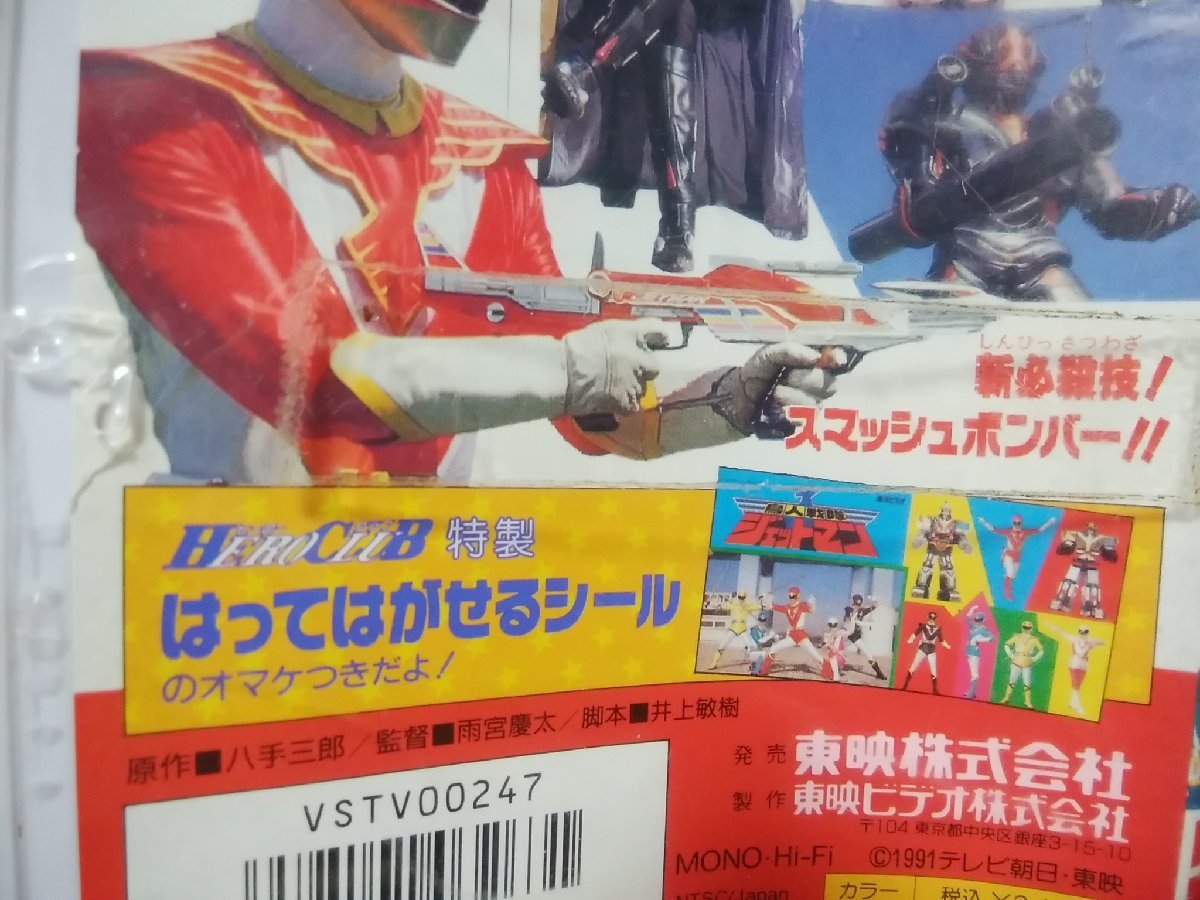 しんひっさつわざ
新必殺技!
スマッシュボンバー!!
HEROCLUB 特製
はってはがせるシール
のオマケつきだよ!
鳥人戦隊
ジェットマン
原作■八手三郎/監督■雨宮慶太/脚本■井上敏樹
VSTV00247
発売 東映株式会社
製作 東映ビデオ株式会社
〒104 東京都中央区銀座3-15-10
MONO・Hi-Fi ©1991テレビ朝日・東映
NTSC/Japan
カラー 税込